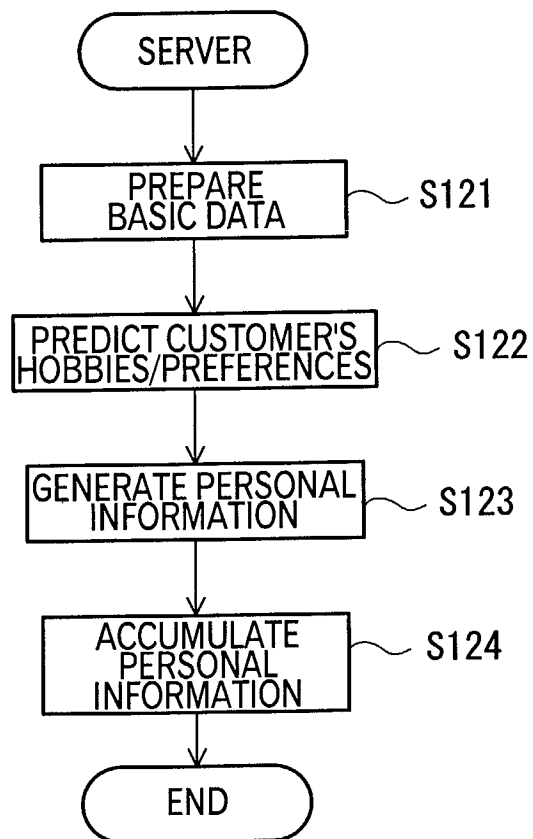 SERVER
PREPARE
BASIC DATA
S121
PREDICT CUSTOMER'S
HOBBIES/PREFERENCES
S122
GENERATE PERSONAL
INFORMATION
S123
ACCUMULATE
PERSONAL
INFORMATION
S124
END